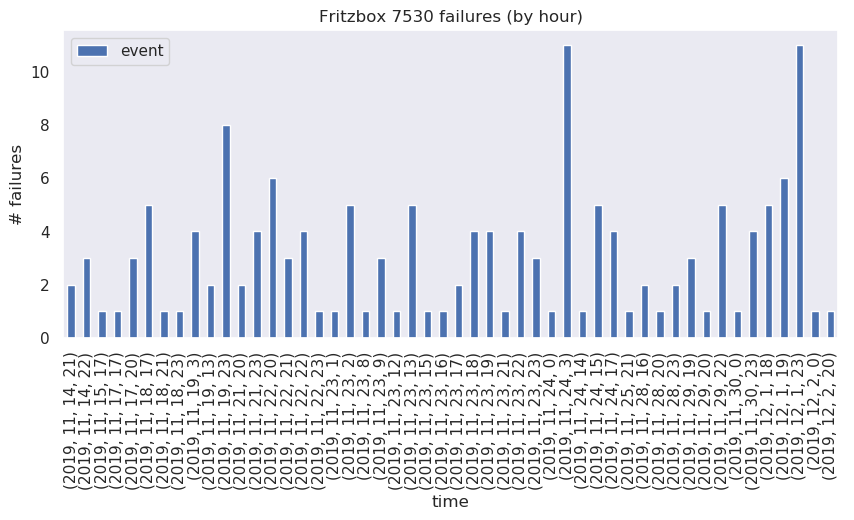 Fritzbox 7530 failures (by hour)
event
# failures
10
8
6
4
2
0
(2019, 11, 14, 21)
(2019, 11, 14, 22)
(2019, 11, 15, 17)
(2019, 11, 17, 17)
(2019, 11, 17, 20)
(2019, 11, 18, 17)
(2019, 11, 18, 21)
(2019, 11, 18, 23)
(2019, 11, 19, 3)
(2019, 11, 19, 13)
(2019, 11, 19, 23)
(2019, 11, 21, 20)
(2019, 11, 21, 23)
(2019, 11, 22, 20)
(2019, 11, 22, 21)
(2019, 11, 22, 22)
(2019, 11, 22, 23)
(2019, 11, 23, 1)
(2019, 11, 23, 2)
(2019, 11, 23, 8)
(2019, 11, 23, 9)
(2019, 11, 23, 12)
(2019, 11, 23, 13)
(2019, 11, 23, 15)
(2019, 11, 23, 16)
(2019, 11, 23, 17)
(2019, 11, 23, 18)
(2019, 11, 23, 19)
(2019, 11, 23, 21)
(2019, 11, 23, 22)
(2019, 11, 23, 23)
(2019, 11, 24, 0)
(2019, 11, 24, 3)
(2019, 11, 24, 14)
(2019, 11, 24, 15)
(2019, 11, 24, 17)
(2019, 11, 25, 21)
(2019, 11, 28, 16)
(2019, 11, 28, 20)
(2019, 11, 28, 23)
(2019, 11, 29, 19)
(2019, 11, 29, 20)
(2019, 11, 29, 22)
(2019, 11, 30, 0)
(2019, 11, 30, 23)
(2019, 12, 1, 18)
(2019, 12, 1, 19)
(2019, 12, 1, 23)
(2019, 12, 2, 0)
(2019, 12, 2, 20)
time